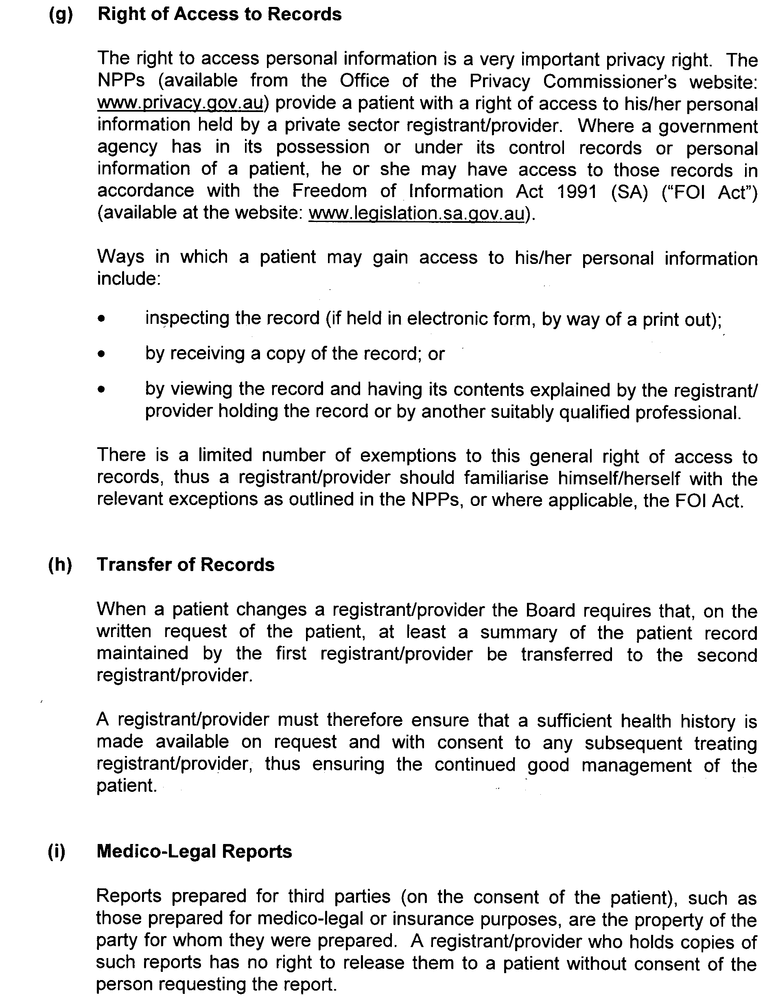 (g) Right of Access to Records
The right to access personal information is a very important privacy right. The
NPPs (available from the Office of the Privacy Commissioner's website:
www.privacy.gov.au) provide a patient with a right of access to his/her personal
information held by a private sector registrant/provider. Where a government
agency has in its possession or under its control records or personal
information of a patient, he or she may have access to those records in
accordance with the Freedom of Information Act 1991 (SA) (“FOI Act”)
(available at the website: www.legislation.sa.gov.au).
Ways in which a patient may gain access to his/her personal information
include:
• inspecting the record (if held in electronic form, by way of a print out);
• by receiving a copy of the record; or
• by viewing the record and having its contents explained by the registrant/
provider holding the record or by another suitably qualified professional.
There is a limited number of exemptions to this general right of access to
records, thus a registrant/provider should familiarise himself/herself with the
relevant exceptions as outlined in the NPPs, or where applicable, the FOI Act.
(h) Transfer of Records
When a patient changes a registrant/provider the Board requires that, on the
written request of the patient, at least a summary of the patient record
maintained by the first registrant/provider be transferred to the second
registrant/provider.
A registrant/provider must therefore ensure that a sufficient health history is
made available on request and with consent to any subsequent treating
registrant/provider, thus ensuring the continued good management of the
patient.
(i) Medico-Legal Reports
Reports prepared for third parties (on the consent of the patient), such as
those prepared for medico-legal or insurance purposes, are the property of the
party for whom they were prepared. A registrant/provider who holds copies of
such reports has no right to release them to a patient without consent of the
person requesting the report.